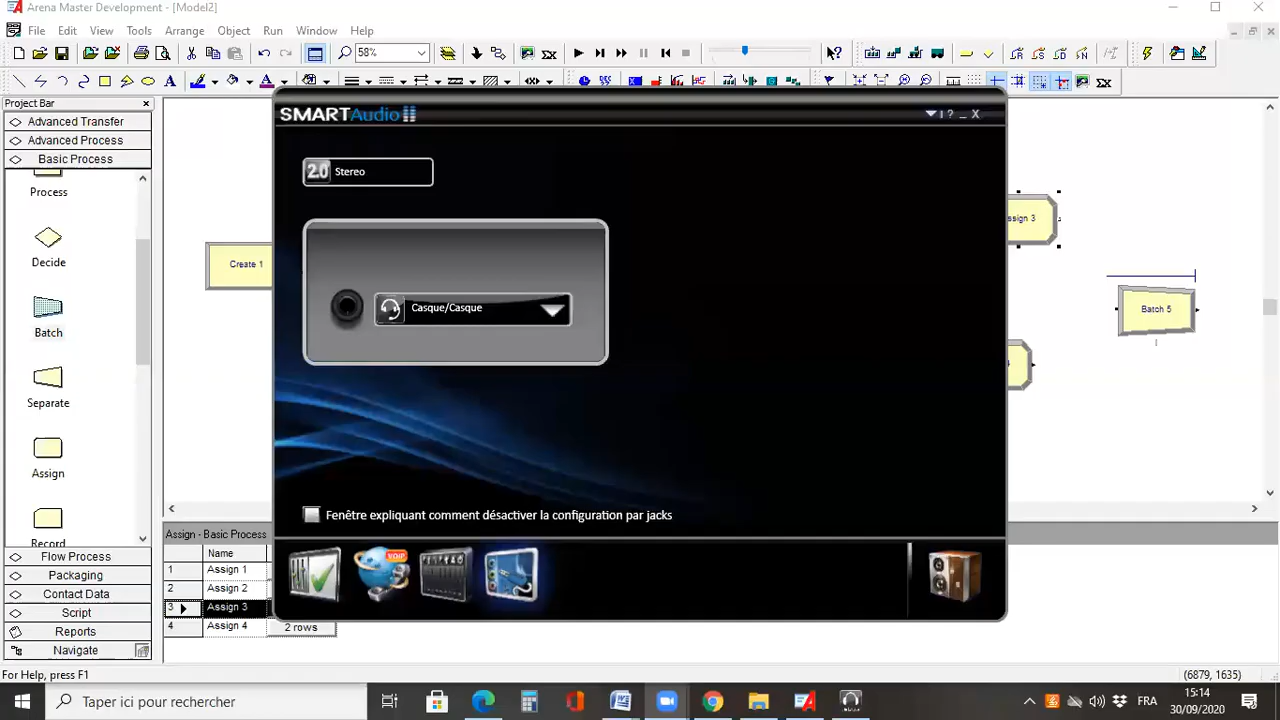 Arena Master Development - [Model2]
File Edit View Tools Arrange Object Run Window Help
58%
Project Bar
Advanced Transfer
Advanced Process
Basic Process
Process
Decide
Batch
Separate
Assign
Record
Flow Process
Packaging
Contact Data
Script
Reports
Navigate
Create 1
SMARTAudio
? _ X
2.0 Stereo
Casque/Casque
Fenêtre expliquant comment désactiver la configuration par jacks
VOIP
ssign 3
Batch 5
Assign - Basic Process
Name
1 Assign 1
2 Assign 2
3 Assign 3
4 Assign 4 2 rows
For Help, press F1
(6879, 1635)
Taper ici pour rechercher
FRA
15:14
30/09/2020